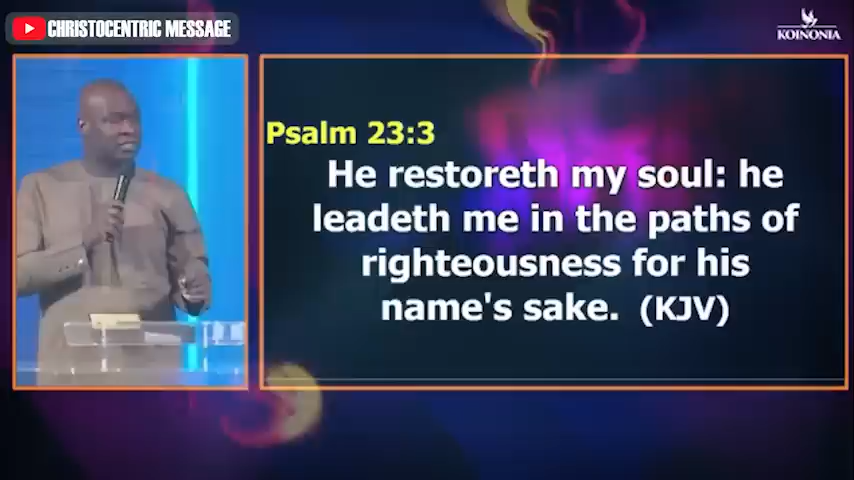 CHRISTOCENTRIC MESSAGE
KOINONIA
Psalm 23:3
He restoreth my soul: he
leadeth me in the paths of
righteousness for his
name's sake. (KJV)